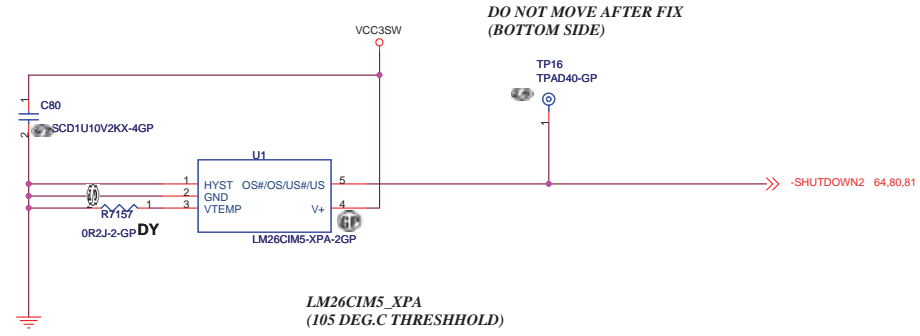 DO NOT MOVE AFTER FIX
(BOTTOM SIDE)
VCC3SW
TP16
TPAD40-GP
1
C80
1
2
SCD1U10V2KX-4GP
U1
1 HYST OS#/OS/US#/US 5
2 GND
3 VTEMP V+ 4
R7157
1
0R2J-2-GP DY
GP
LM26CIM5-XPA-2GP
-SHUTDOWN2 64,80,81
LM26CIM5_XPA
(105 DEG.C THRESHHOLD)